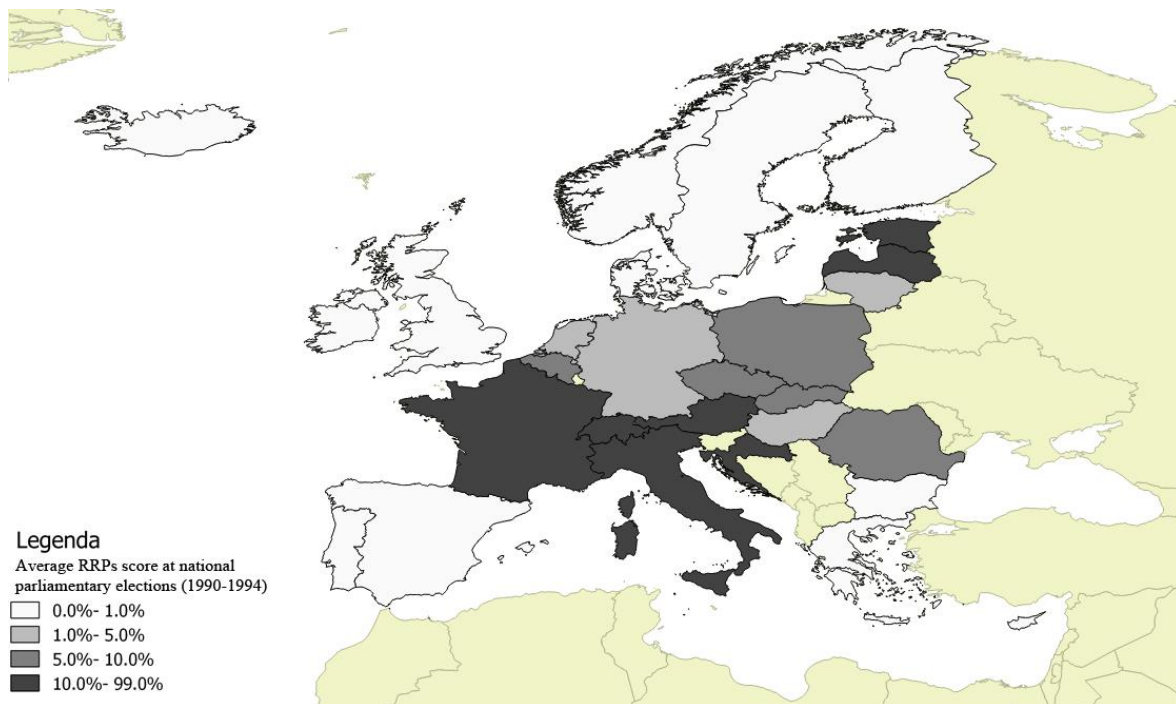 Legenda
Average RRPs score at national
parliamentary elections (1990-1994)
0.0%- 1.0%
1.0%- 5.0%
5.0%- 10.0%
10.0%- 99.0%